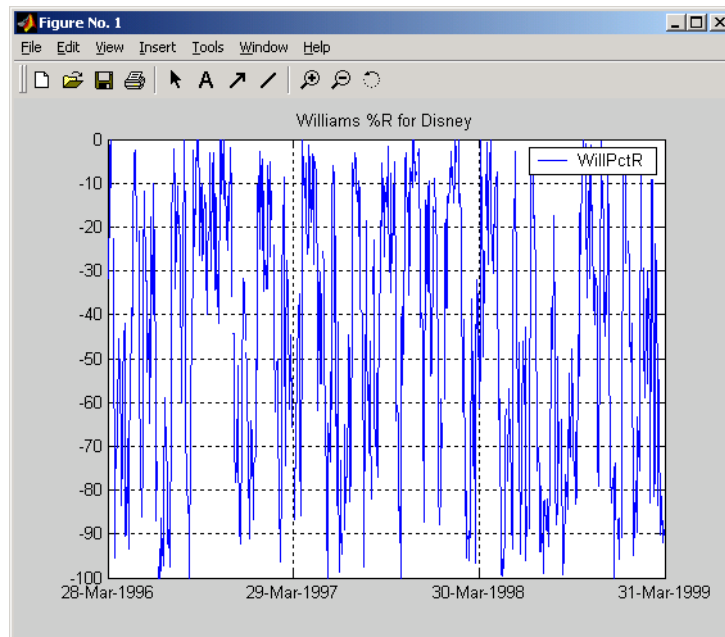 Figure No. 1
File Edit View Insert Tools Window Help
A
Williams %R for Disney
WillPctR
0
-10
-20
-30
-40
-50
-60
-70
-80
-90
-100
28-Mar-1996 29-Mar-1997 30-Mar-1998 31-Mar-1999